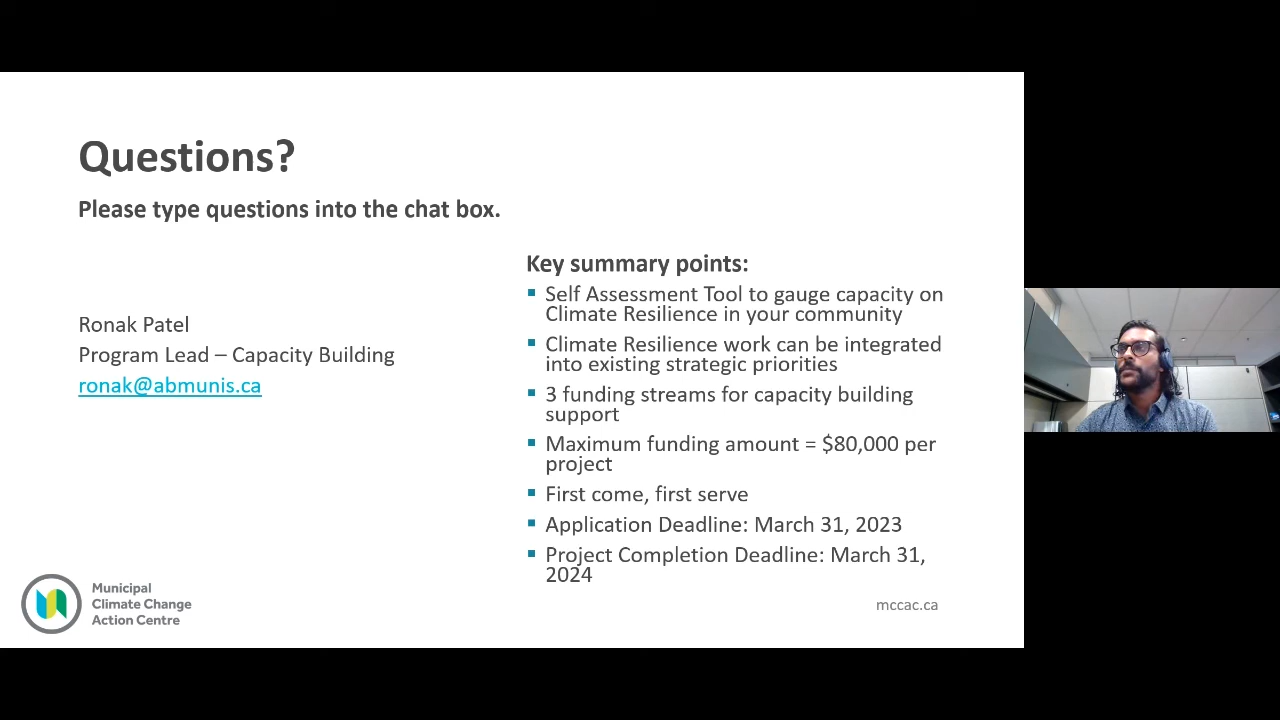 Questions?
Please type questions into the chat box.
Ronak Patel
Program Lead – Capacity Building
ronak@abmunis.ca
Key summary points:
Self Assessment Tool to gauge capacity on
Climate Resilience in your community
Climate Resilience work can be integrated
into existing strategic priorities
3 funding streams for capacity building
support
Maximum funding amount = $80,000 per
project
First come, first serve
Application Deadline: March 31, 2023
Project Completion Deadline: March 31,
2024
Municipal
Climate Change
Action Centre
mccac.ca